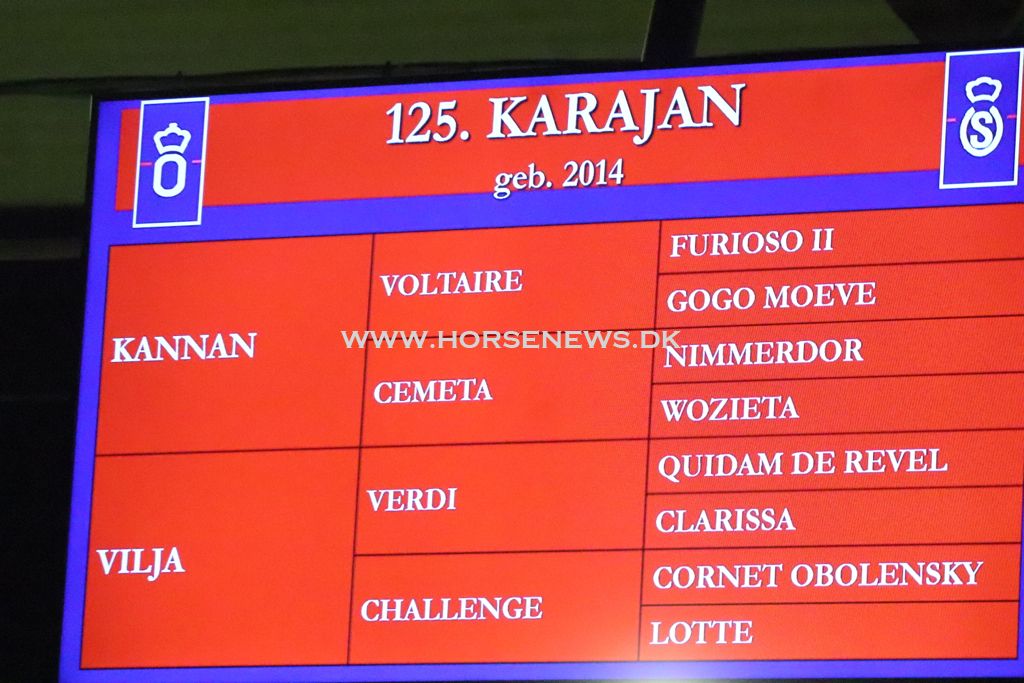 125. KARAJAN
geb. 2014
O
S
KANNAN
VOLTAIRE
FURIOSO II
GOGO MOEVE
CEMETA
NIMMERDOR
WOZIETA
VILJA
VERDI
QUIDAM DE REVEL
CLARISSA
CHALLENGE
CORNET OBOLENSKY
LOTTE
WWW.HORSENEWS.DK